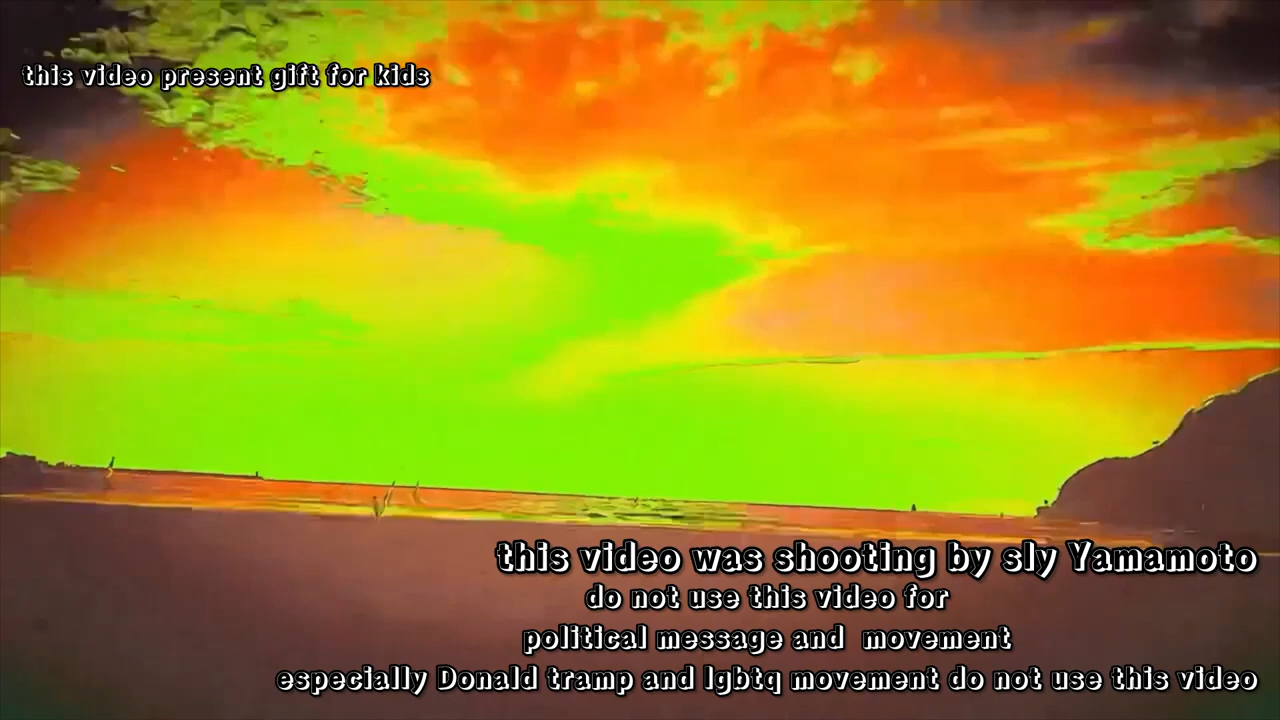 this video present gift for kids
this video was shooting by sly Yamamoto
do not use this video for
political message and movement
especially Donald tramp and lgbtq movement do not use this video